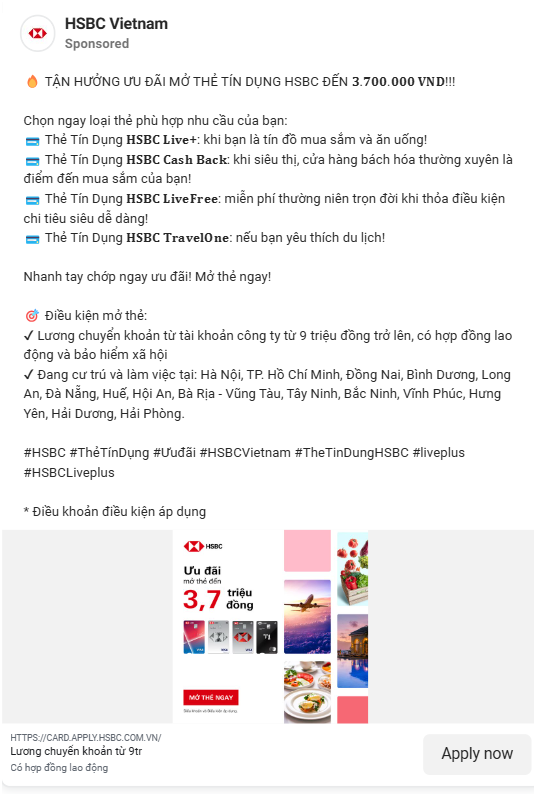 HSBC Vietnam
Sponsored
🔥 TẬN HƯỞNG ƯU ĐÃI MỞ THẺ TÍN DỤNG HSBC ĐẾN 3.700.000 VND!!!
Chọn ngay loại thẻ phù hợp nhu cầu của bạn:
💳 Thẻ Tín Dụng HSBC Live+: khi bạn là tín đồ mua sắm và ăn uống!
💳 Thẻ Tín Dụng HSBC Cash Back: khi siêu thị, cửa hàng bách hóa thường xuyên là
điểm đến mua sắm của bạn!
💳 Thẻ Tín Dụng HSBC LiveFree: miễn phí thường niên trọn đời khi thỏa điều kiện
chi tiêu siêu dễ dàng!
💳 Thẻ Tín Dụng HSBC TravelOne: nếu bạn yêu thích du lịch!
Nhanh tay chớp ngay ưu đãi! Mở thẻ ngay!
🎯 Điều kiện mở thẻ:
✓ Lương chuyển khoản từ tài khoản công ty từ 9 triệu đồng trở lên, có hợp đồng lao
động và bảo hiểm xã hội
✓ Đang cư trú và làm việc tại: Hà Nội, TP. Hồ Chí Minh, Đồng Nai, Bình Dương, Long
An, Đà Nẵng, Huế, Hội An, Bà Rịa - Vũng Tàu, Tây Ninh, Bắc Ninh, Vĩnh Phúc, Hưng
Yên, Hải Dương, Hải Phòng.
#HSBC #ThẻTínDụng #Ưuđãi #HSBCVietnam #TheTinDungHSBC #liveplus
#HSBCLiveplus
* Điều khoản điều kiện áp dụng
HSBC
Ưu đãi
mở thẻ đến
3,7 triệu
đồng
MỞ THẺ NGAY
Điều khoản và điều kiện áp dụng.
HTTPS://CARD.APPLY.HSBC.COM.VN/
Lương chuyển khoản từ 9tr
Có hợp đồng lao động
Apply now